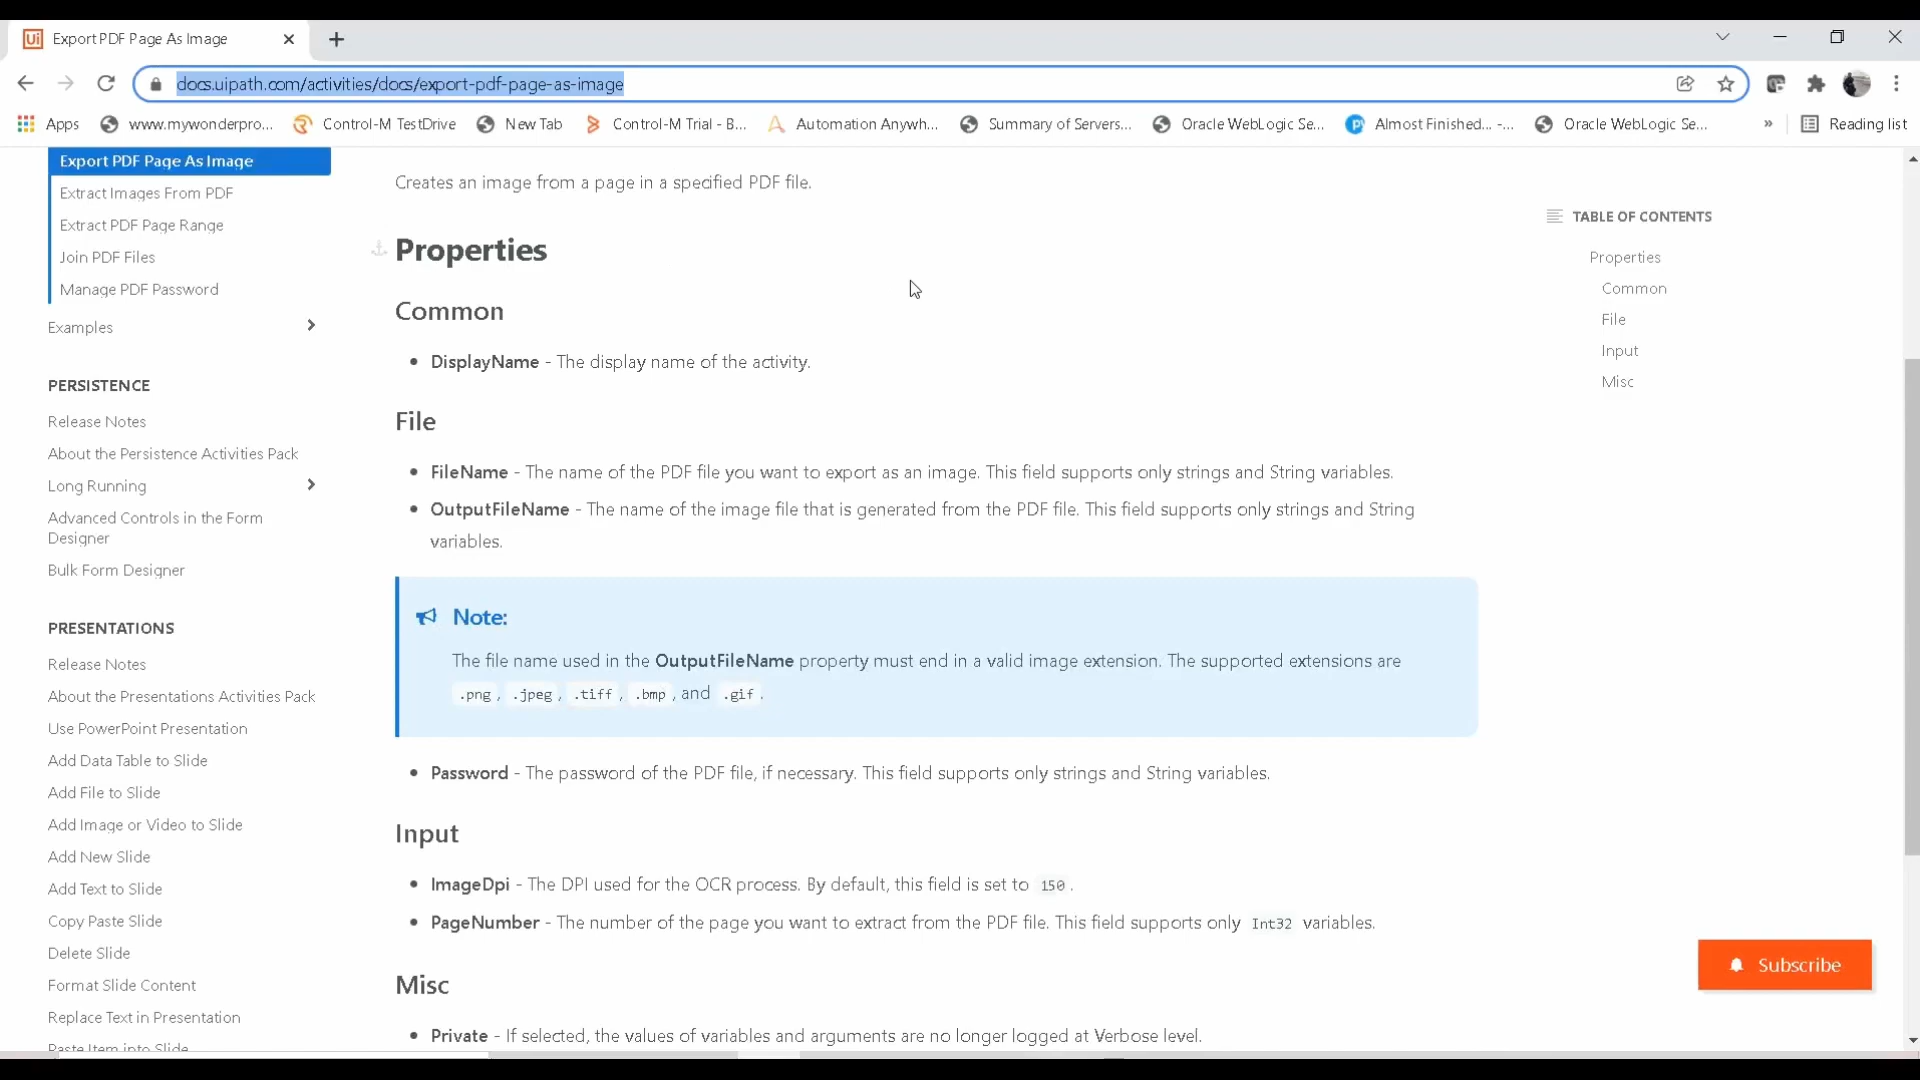 Export PDF Page As Image
docs.uipath.com/activities/docs/export-pdf-page-as-image
Apps www.mywonderpro... Control-M TestDrive New Tab Control-M Trial - B... Automation Anywh... Summary of Servers... Oracle WebLogic Se... Almost Finished... -... Oracle WebLogic Se... » Reading list
Export PDF Page As Image
Extract Images From PDF
Extract PDF Page Range
Join PDF Files
Manage PDF Password
Examples
PERSISTENCE
Release Notes
About the Persistence Activities Pack
Long Running
Advanced Controls in the Form
Designer
Bulk Form Designer
PRESENTATIONS
Release Notes
About the Presentations Activities Pack
Use PowerPoint Presentation
Add Data Table to Slide
Add File to Slide
Add Image or Video to Slide
Add New Slide
Add Text to Slide
Copy Paste Slide
Delete Slide
Format Slide Content
Replace Text in Presentation
Paste Item into Slide
Creates an image from a page in a specified PDF file.
Properties
Common
• DisplayName - The display name of the activity.
File
• FileName - The name of the PDF file you want to export as an image. This field supports only strings and String variables.
• OutputFileName - The name of the image file that is generated from the PDF file. This field supports only strings and String
variables.
Note:
The file name used in the OutputFileName property must end in a valid image extension. The supported extensions are
.png , .jpeg , .tiff , .bmp , and .gif .
• Password - The password of the PDF file, if necessary. This field supports only strings and String variables.
Input
• ImageDpi - The DPI used for the OCR process. By default, this field is set to 150 .
• PageNumber - The number of the page you want to extract from the PDF file. This field supports only Int32 variables.
Misc
• Private - If selected, the values of variables and arguments are no longer logged at Verbose level.
TABLE OF CONTENTS
Properties
Common
File
Input
Misc
Subscribe